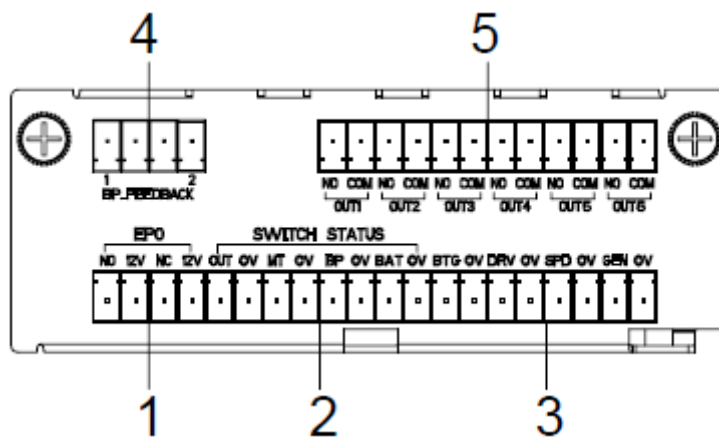 4 5
1 2
BP_FEEDBACK
NO COM NO COM NO COM NO COM NO COM NO COM
OUT1 OUT2 OUT3 OUT4 OUT5 OUT6
EPO SWITCH STATUS
NO 12V NC 12V OUT 0V MT 0V BP 0V BAT 0V BTG 0V DRV 0V SPD 0V GEN 0V
1 2 3